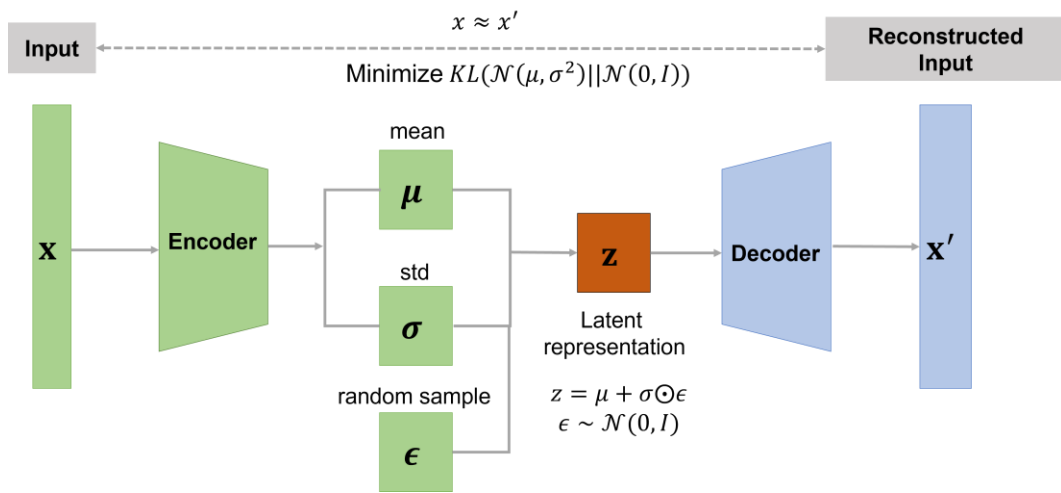 Input
x ≈ x′
Reconstructed
Input
Minimize KL(𝒩(μ, σ²)||𝒩(0, I))
mean
μ
x
Encoder
std
σ
random sample
ϵ
z
Latent
representation
z = μ + σ⊙ϵ
ϵ ~ 𝒩(0, I)
Decoder
x′